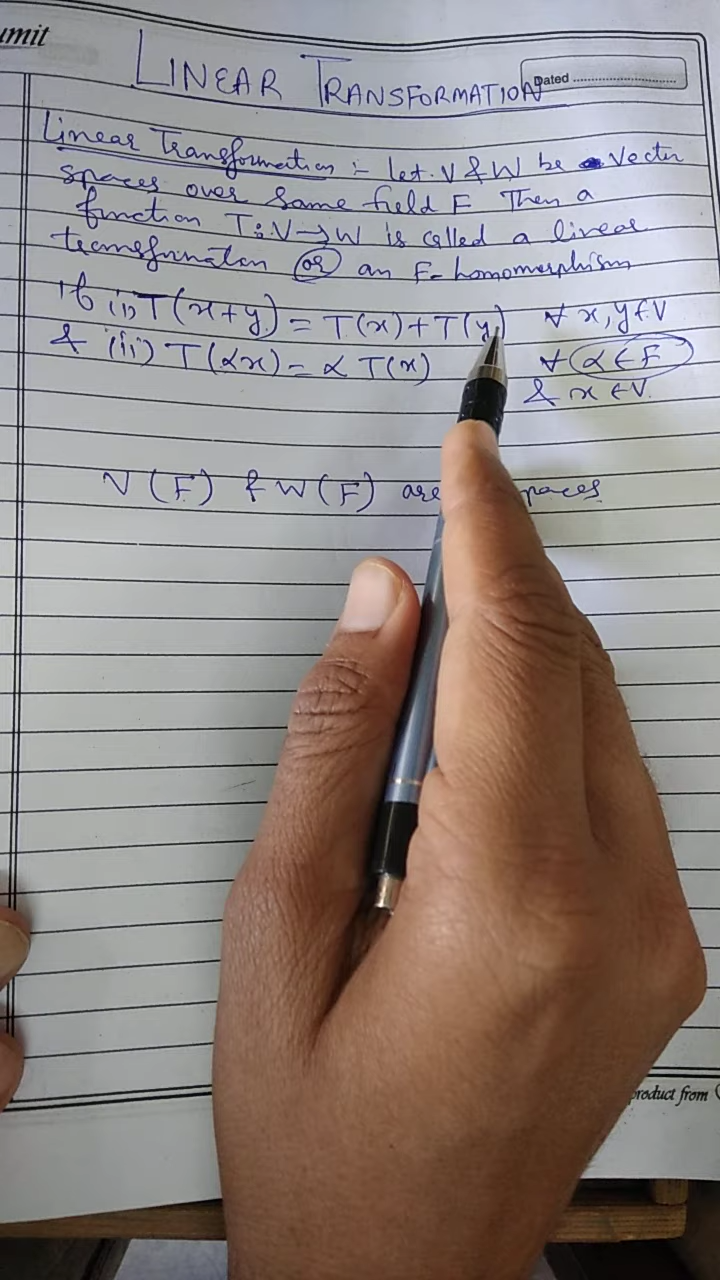 umit
LINEAR TRANSFORMATION
Dated
Linear Transformation :- let V & W be a Vector
spaces over same field F Then a
function T: V→W is called a linear
transformation (or) an F-homomorphism
if (i) T(x+y) = T(x)+T(y) ∀ x,y∈V
& (ii) T(αx) = α T(x) ∀ α∈F
& x∈V.
V(F) & W(F) are paces
product from